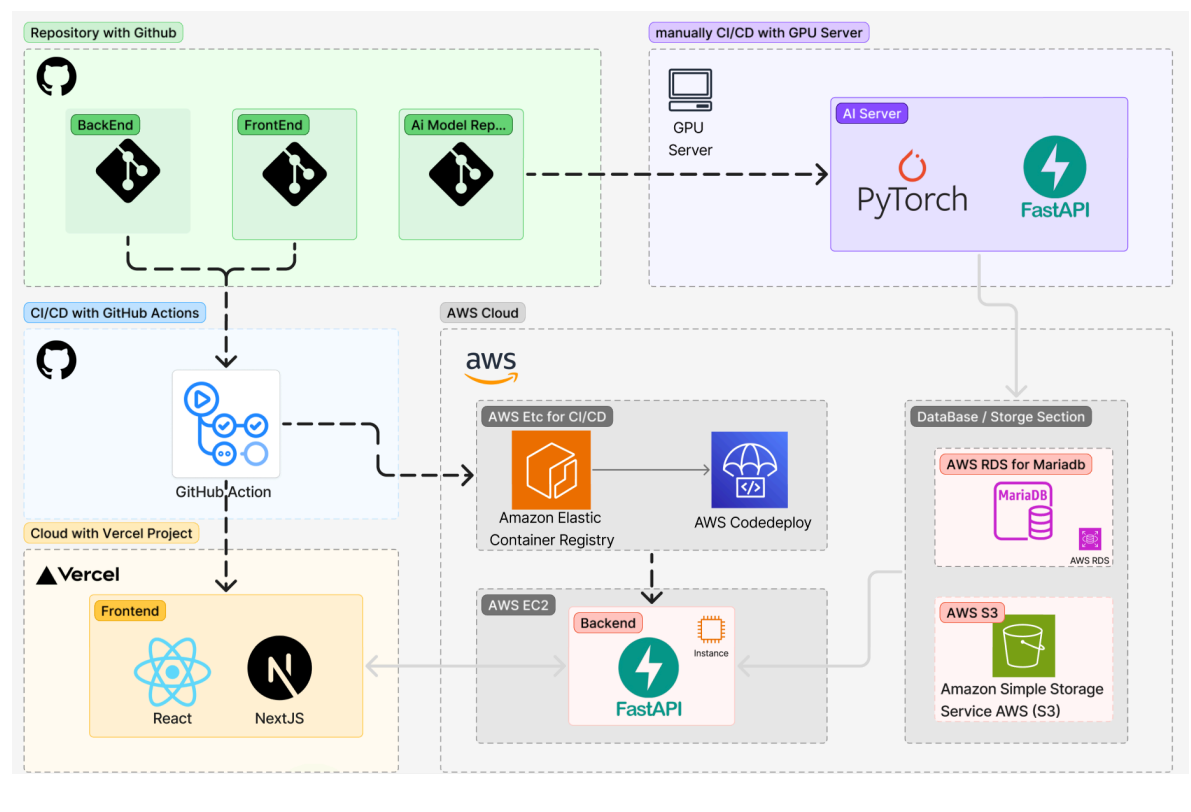 Repository with Github
manually CI/CD with GPU Server
BackEnd
FrontEnd
Ai Model Rep...
GPU
Server
AI Server
PyTorch
FastAPI
CI/CD with GitHub Actions
GitHub Action
AWS Cloud
aws
AWS Etc for CI/CD
Amazon Elastic
Container Registry
AWS Codedeploy
DataBase / Storge Section
AWS RDS for Mariadb
MariaDB
AWS RDS
AWS S3
Amazon Simple Storage
Service AWS (S3)
Cloud with Vercel Project
Vercel
Frontend
React
NextJS
AWS EC2
Backend
Instance
FastAPI